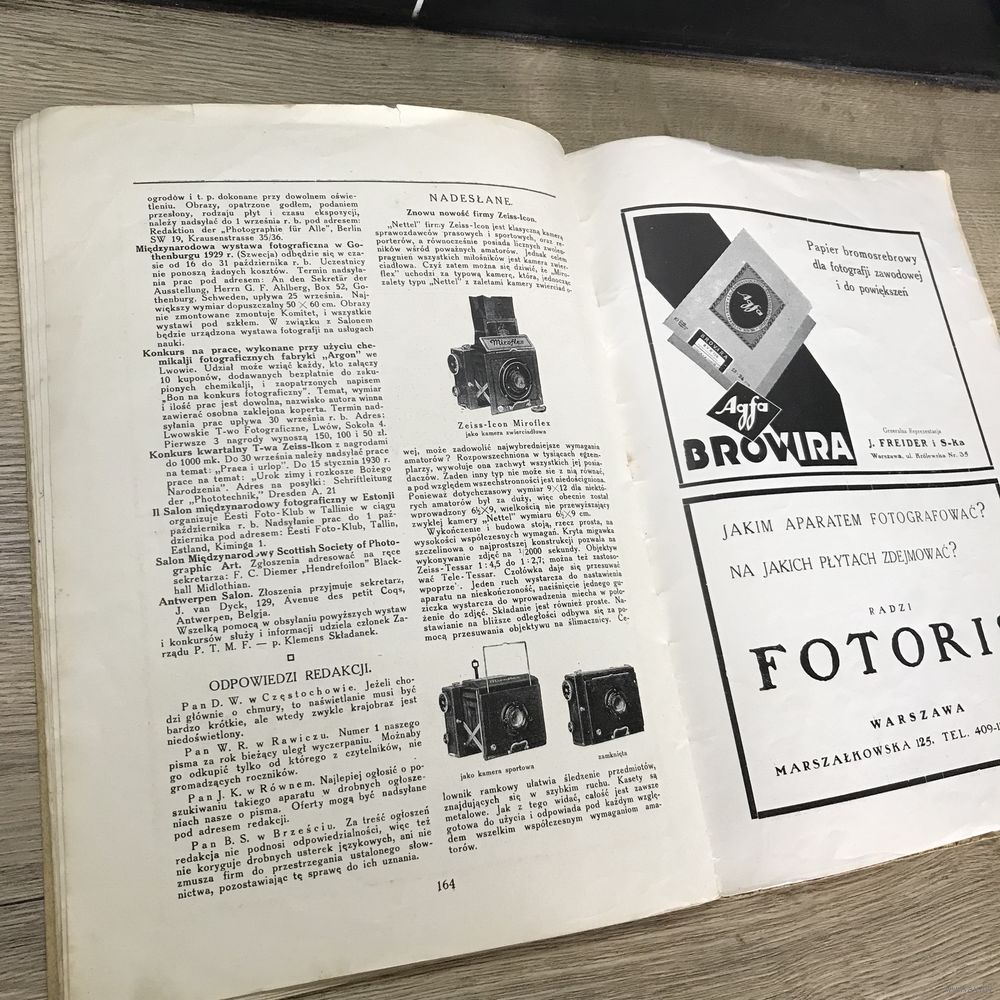 ogrodów i t. p. dokonane przy dowolnem oświe-
tleniu. Obrazy, opatrzone godłem, podaniem
przesłony, rodzaju płyt i czasu ekspozycji,
należy nadsyłać do 1 września r. b. pod adresem:
Redaktion der „Photographie für Alle", Berlin
SW 19, Krausenstrasse 35/36.
Międzynarodowa wystawa fotograficzna w Go-
thenburgu 1929 r. (Szwecja) odbędzie się w cza-
sie od 16 do 31 października r. b. Uczestnicy
nie ponoszą żadnych kosztów. Termin nadsyła-
nia prac pod adresem: An den Sekretär der
Ausstellung, Herrn G. F. Ahlberg, Box 52, Go-
thenburg, Schweden, upływa 25 września. Naj-
większy wymiar dopuszczalny 50 × 60 cm. Obrazy
nie zmontowane zmontuje Komitet, i wszystkie
wystawi pod szkłem. W związku z Salonem
będzie urządzona wystawa fotografji na usługach
nauki.
Konkurs na prace, wykonane przy użyciu che-
mikalji fotograficznych fabryki „Argon" we
Lwowie. Udział może wziąć każdy, kto załączy
10 kuponów, dodawanych bezpłatnie do zaku-
pionych chemikalji, i zaopatrzonych napisem
„Bon na konkurs fotograficzny". Temat, wymiar
i ilość prac jest dowolna, nazwisko autora winna
zawierać osobna zaklejona koperta. Termin nad-
syłania prac upływa 30 września r. b. Adres:
Lwowskie T-wo Fotograficzne, Lwów, Sokoła 4.
Pierwsze 3 nagrody wynoszą 150, 100 i 50 zł.
Konkurs kwartalny T-wa Zeiss-Ikon z nagrodami
do 1000 mk. Do 30 września należy nadsyłać prace
na temat: „Praca i urlop". Do 15 stycznia 1930 r.
prace na temat: „Urok zimy i rozkosze Bożego
Narodzenia". Adres na posyłki: Schriftleitung
der „Phototechnik," Dresden A. 21
II Salon międzynarodowy fotograficzny w Estonji
organizuje Eesti Foto-Klub w Tallinie w ciągu
października r. b. Nadsyłanie prac do 1 paź-
dziernika pod adresem: Eesti Foto-Klub, Tallin,
Estland, Kiminga 1.
Salon Międzynarodowy Scottish Society of Photo-
graphic Art. Zgłoszenia adresować na ręce
sekretarza: F. C. Diemer „Hendrefoilon" Black-
hall Midlothian.
Antwerpen Salon. Złoszenia przyjmuje sekretarz,
J. van Dyck, 129, Avenue des petit Coqs,
Antwerpen, Belgja.
Wszelką pomocą w obsyłaniu powyższych wystaw
i konkursów służy i informacji udziela członek Za-
rządu P. T. M. F. — p. Klemens Składanek.
ODPOWIEDZI REDAKCJI.
Pan D. W. w Częstochowie. Jeżeli cho-
dzi głównie o chmury, to naświetlanie musi być
bardzo krótkie, ale wtedy zwykle krajobraz jest
niedoświetlony.
Pan W. R. w Rawiczu. Numer 1 naszego
pisma za rok bieżący uległ wyczerpaniu. Możnaby
go odkupić tylko od którego z czytelników, nie
gromadzących roczników.
Pan J. K. w Równem. Najlepiej ogłosić o po-
szukiwaniu takiego aparatu w drobnych ogłosze-
niach nasze o pisma. Oferty mogą być nadsyłane
pod adresem redakcji.
Pan B. S. w Brześciu. Za treść ogłoszeń
redakcja nie podnosi odpowiedzialności, więc też
nie koryguje drobnych usterek językowych, ani nie
zmusza firm do przestrzegania ustalonego słow-
nictwa, pozostawiając tę sprawę do ich uznania.
NADESŁANE.
Znowu nowość firmy Zeiss-Icon.
„Nettel" firmy Zeiss-Icon jest klasyczną kamerą
sprawozdawców prasowych i sportowych, oraz re-
porterów, a równocześnie posiada licznych zwolen-
ników wśród poważnych amatorów. Jednak celem
pragnień wszystkich miłośników jest kamera zwier-
ciadłowa. Czyż zatem można się dziwić, że „Miro-
flex" uchodzi za typową kamerę, która, jednocząc
zalety typu „Nettel" z zaletami kamery zwierciad o-
Miroflex
Zeiss-Icon Miroflex
jako kamera zwierciadłowa
wej, może zadowolić najwybredniejsze wymagania
amatorów? Rozpowszechniona w tysiącach egzem-
plarzy, wywołuje ona zachwyt wszystkich jej posia-
daczy. Żaden inny typ nie może się z nią równać,
a pod względem wszechstronności jest niedościgniona.
Ponieważ dotychczasowy wymiar 9×12 dla niektó-
rych amatorów był za duży, więc obecnie został
wprowadzony 6½×9, wielkością nie przewyższający
zwykłej kamery „Nettel" wymiaru 6½×9 cm.
Wykończenie i budowa stoją, rzecz prosta, na
wysokości współczesnych wymagań. Kryta migawka
szczelinowa o najprostszej konstrukcji pozwala na
wykonywanie zdjęć na 1/2000 sekundy. Objektyw
Zeiss-Tessar 1:4,5 do 1:2,7; można też zastoso-
wać Tele-Tessar. Czołówka daje się przesuwać
wpoprzek. Jeden ruch wystarcza do nastawienia
aparatu na nieskończoność, naciśnięcie jednego gu-
ziczka wystarcza do wprowadzenia miecha w poło-
żenie do zdjęć. Składanie jest również proste. Na-
stawianie na bliższe odległości odbywa się za po-
mocą przesuwania objektywu na ślimacznicy. Ce-
jako kamera sportowa
zamknięta
lownik ramkowy ułatwia śledzenie przedmiotów,
znajdujących się w szybkim ruchu. Kasety są
metalowe. Jak z tego widać, całość jest zawsze
gotowa do użycia i odpowiada pod każdym wzglę-
dem wszelkim współczesnym wymaganiom ama-
torów.
164
Papier bromosrebrowy
dla fotografji zawodowej
i do powiększeń
Agfa
BROVIRA
Generalna Reprezentacja
J. FREIDER i S-ka
Warszawa, ul. Królewska Nr. 35
JAKIM APARATEM FOTOGRAFOWAĆ?
NA JAKICH PŁYTACH ZDEJMOWAĆ?
RADZI
FOTORIS
WARSZAWA
MARSZAŁKOWSKA 125, TEL. 409-1